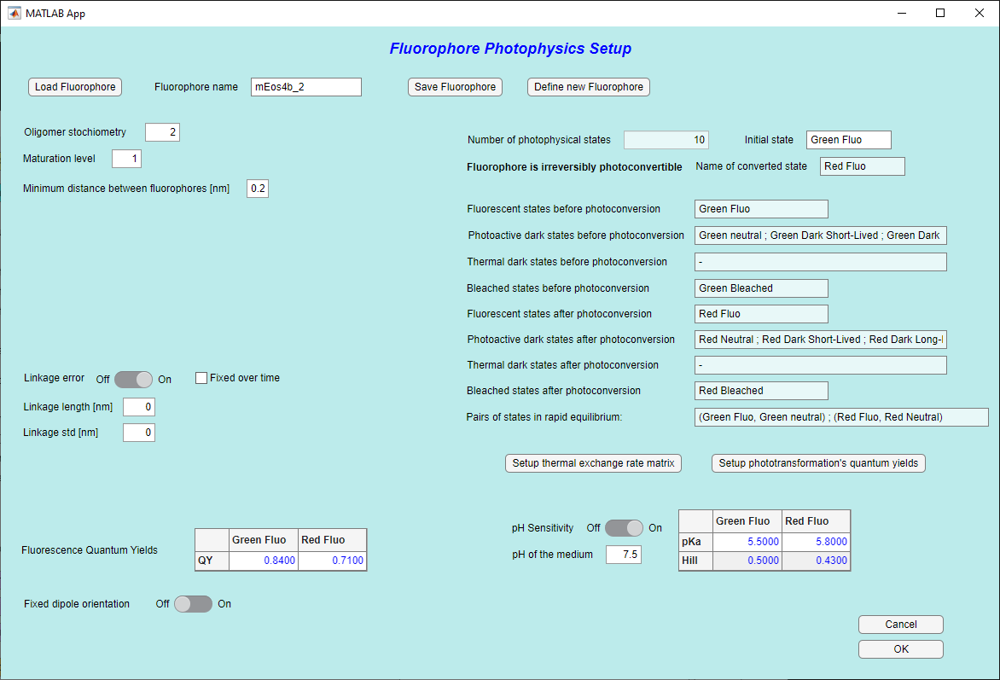 MATLAB App
Fluorophore Photophysics Setup
Load Fluorophore Fluorophore name mEos4b_2 Save Fluorophore Define new Fluorophore
Oligomer stochiometry 2
Maturation level 1
Minimum distance between fluorophores [nm] 0.2
Number of photophysical states 10 Initial state Green Fluo
Fluorophore is irreversibly photoconvertible Name of converted state Red Fluo
Fluorescent states before photoconversion Green Fluo
Photoactive dark states before photoconversion Green neutral ; Green Dark Short-Lived ; Green Dark
Thermal dark states before photoconversion -
Bleached states before photoconversion Green Bleached
Fluorescent states after photoconversion Red Fluo
Photoactive dark states after photoconversion Red Neutral ; Red Dark Short-Lived ; Red Dark Long-
Thermal dark states after photoconversion -
Bleached states after photoconversion Red Bleached
Pairs of states in rapid equilibrium: (Green Fluo, Green neutral) ; (Red Fluo, Red Neutral)
Linkage error Off On Fixed over time
Linkage length [nm] 0
Linkage std [nm] 0
Setup thermal exchange rate matrix Setup phototransformation's quantum yields
Fluorescence Quantum Yields
Green Fluo Red Fluo
QY 0.8400 0.7100
pH Sensitivity Off On
pH of the medium 7.5
Green Fluo Red Fluo
pKa 5.5000 5.8000
Hill 0.5000 0.4300
Fixed dipole orientation Off On
Cancel
OK